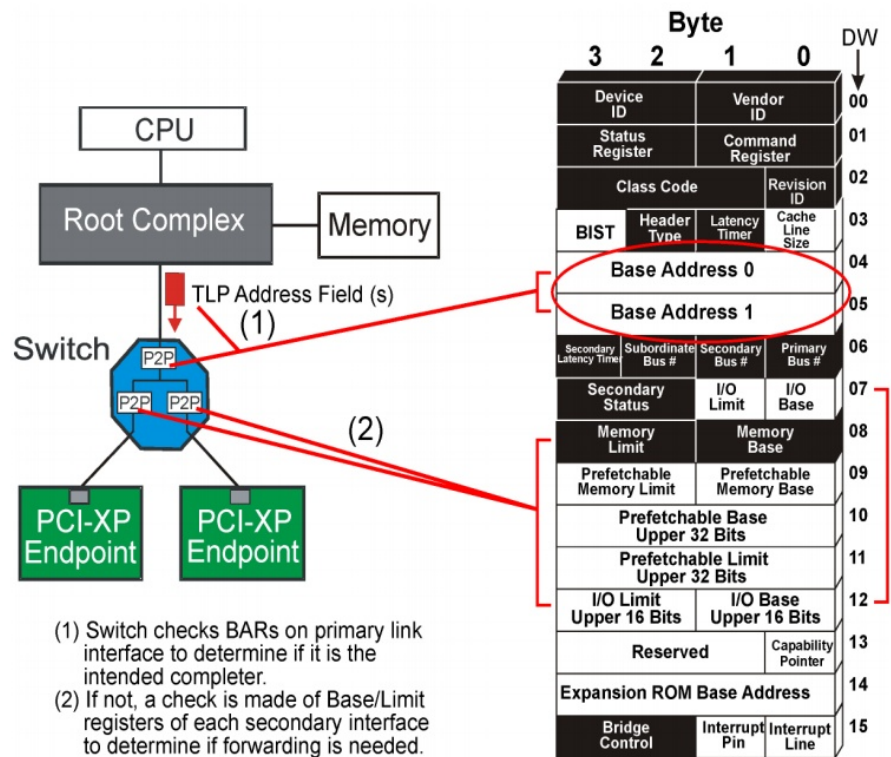 CPU
Root Complex
Memory
TLP Address Field (s)
(1)
Switch
P2P
P2P
P2P
(2)
PCI-XP
Endpoint
PCI-XP
Endpoint
(1) Switch checks BARs on primary link
interface to determine if it is the
intended completer.
(2) If not, a check is made of Base/Limit
registers of each secondary interface
to determine if forwarding is needed.
Byte
DW
3 2 1 0
Device
ID
Vendor
ID
00
Status
Register
Command
Register
01
Class Code
Revision
ID
02
BIST
Header
Type
Latency
Timer
Cache
Line
Size
03
Base Address 0
04
Base Address 1
05
Secondary
Latency Timer
Subordinate
Bus #
Secondary
Bus #
Primary
Bus #
06
Secondary
Status
I/O
Limit
I/O
Base
07
Memory
Limit
Memory
Base
08
Prefetchable
Memory Limit
Prefetchable
Memory Base
09
Prefetchable Base
Upper 32 Bits
10
Prefetchable Limit
Upper 32 Bits
11
I/O Limit
Upper 16 Bits
I/O Base
Upper 16 Bits
12
Reserved
Capability
Pointer
13
Expansion ROM Base Address
14
Bridge
Control
Interrupt
Pin
Interrupt
Line
15